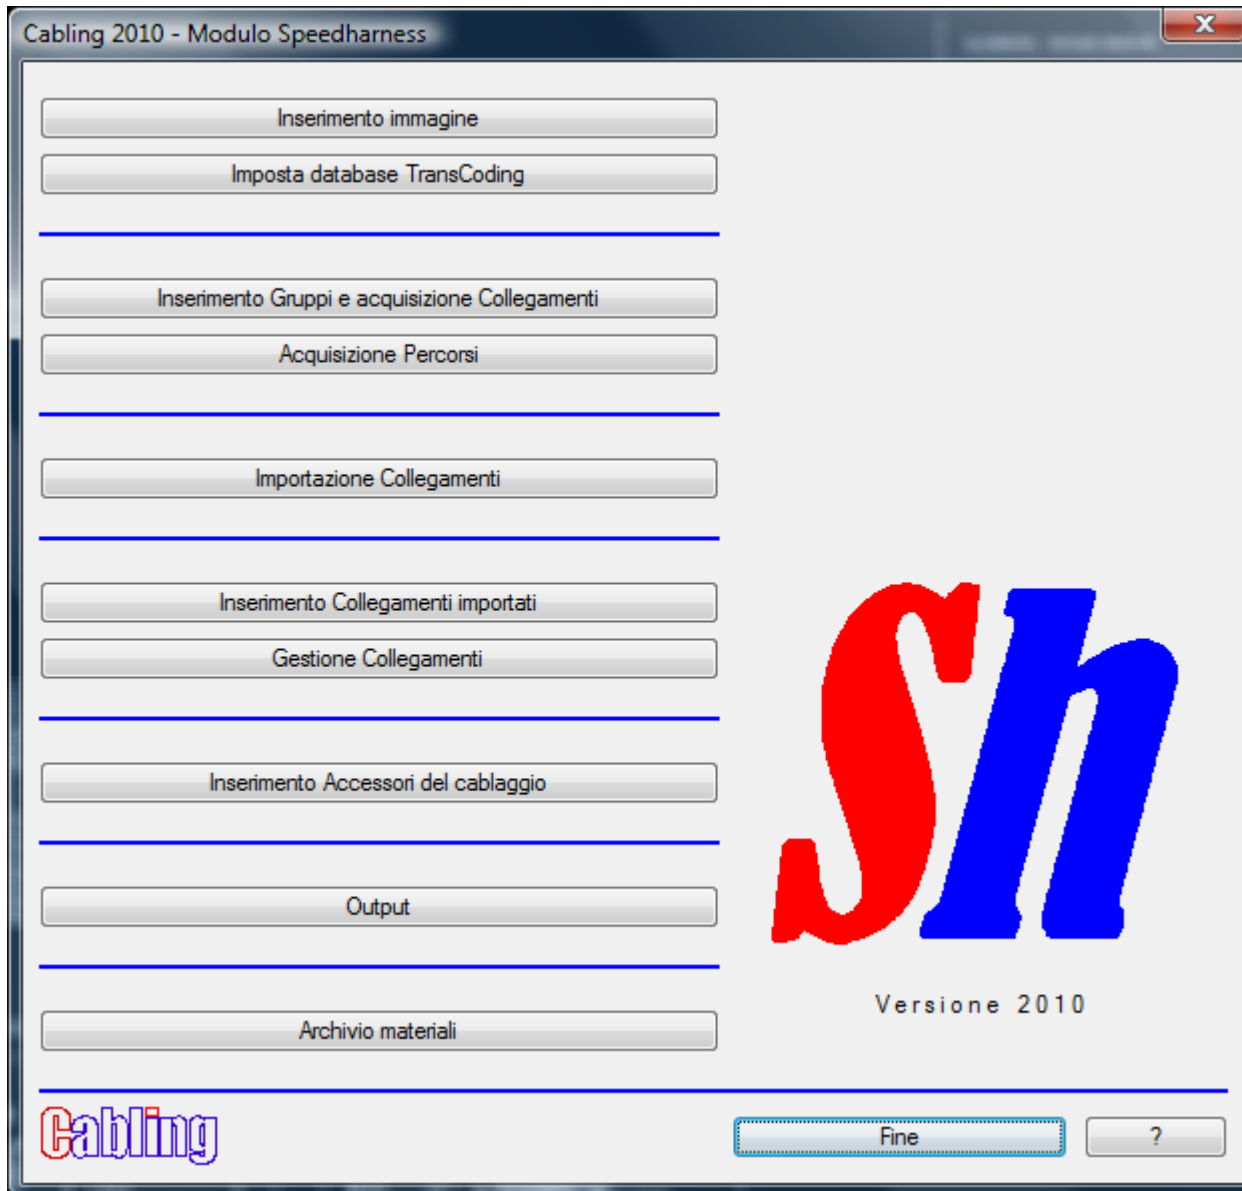 Cabling 2010 - Modulo Speedharness
Inserimento immagine
Imposta database TransCoding
Inserimento Gruppi e acquisizione Collegamenti
Acquisizione Percorsi
Importazione Collegamenti
Inserimento Collegamenti importati
Gestione Collegamenti
Inserimento Accessori del cablaggio
Output
Archivio materiali
Sh
Versione 2010
Cabling
Fine
?